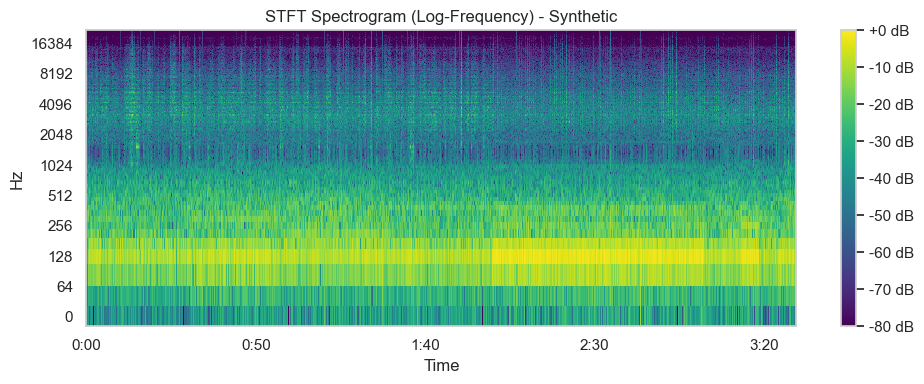 STFT Spectrogram (Log-Frequency) - Synthetic
Hz
16384
8192
4096
2048
1024
512
256
128
64
0
0:00
0:50
1:40
2:30
3:20
Time
+0 dB
-10 dB
-20 dB
-30 dB
-40 dB
-50 dB
-60 dB
-70 dB
-80 dB